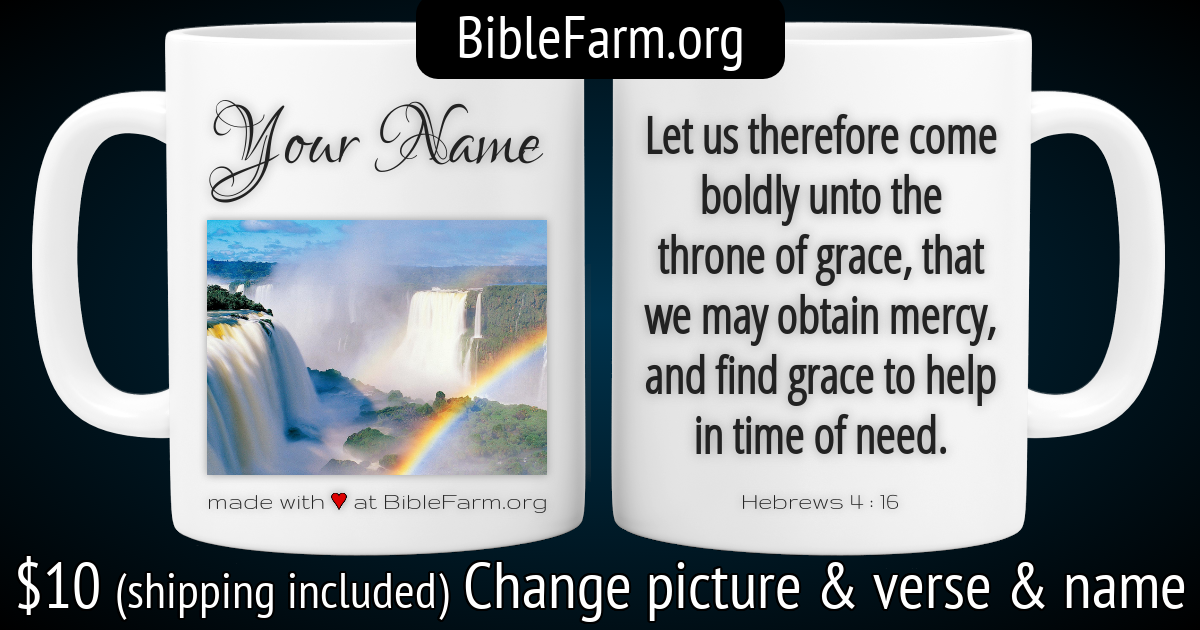 BibleFarm.org
Your Name
made with ♥ at BibleFarm.org
Let us therefore come
boldly unto the
throne of grace, that
we may obtain mercy,
and find grace to help
in time of need.
Hebrews 4 : 16
$10 (shipping included) Change picture & verse & name